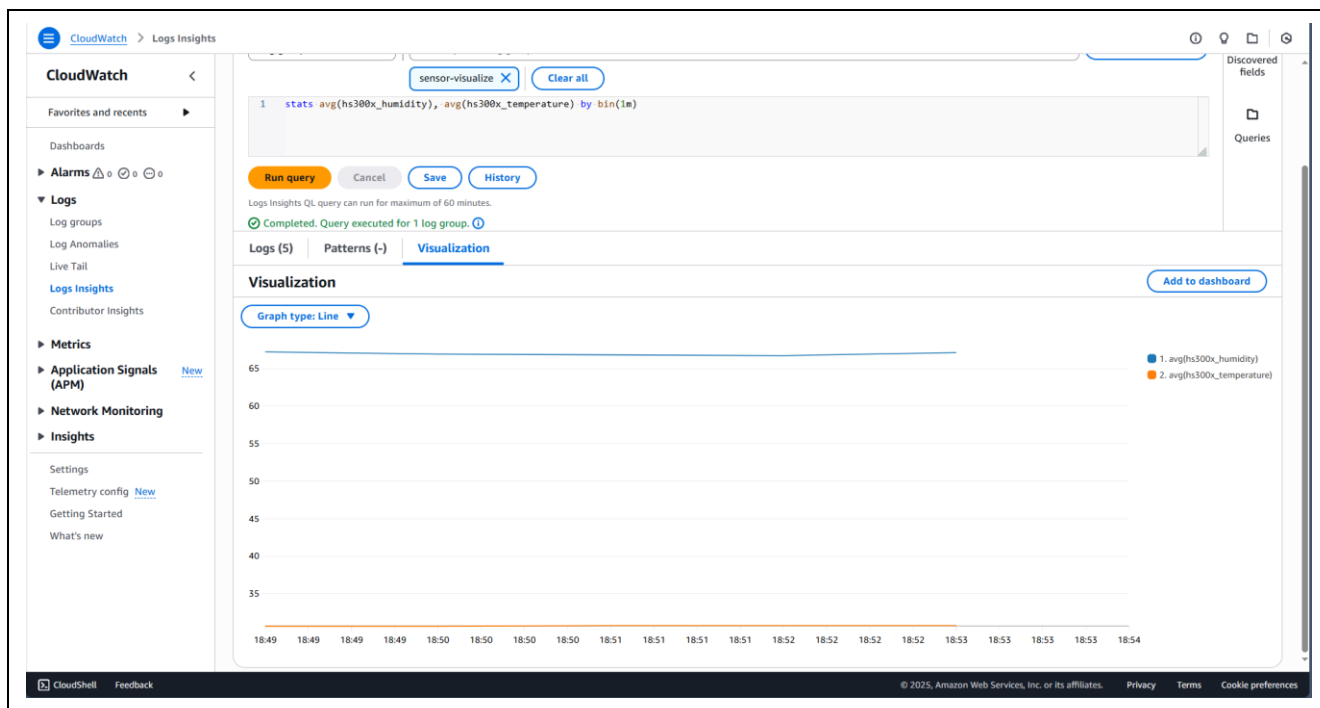 CloudWatch > Logs Insights
CloudWatch
Favorites and recents
Dashboards
Alarms 0 0 0
Logs
Log groups
Log Anomalies
Live Tail
Logs Insights
Contributor Insights
Metrics
Application Signals (APM) New
Network Monitoring
Insights
Settings
Telemetry config New
Getting Started
What's new
sensor-visualize
Clear all
1 stats avg(hs300x_humidity), avg(hs300x_temperature) by bin(1m)
Run query Cancel Save History
Logs Insights QL query can run for maximum of 60 minutes.
Completed. Query executed for 1 log group.
Logs (5) Patterns (-) Visualization
Visualization
Add to dashboard
Graph type: Line
65
60
55
50
45
40
35
18:49 18:49 18:49 18:49 18:50 18:50 18:50 18:50 18:51 18:51 18:51 18:51 18:52 18:52 18:52 18:52 18:53 18:53 18:53 18:53 18:54
1. avg(hs300x_humidity)
2. avg(hs300x_temperature)
Discovered
fields
Queries
CloudShell Feedback
© 2025, Amazon Web Services, Inc. or its affiliates. Privacy Terms Cookie preferences